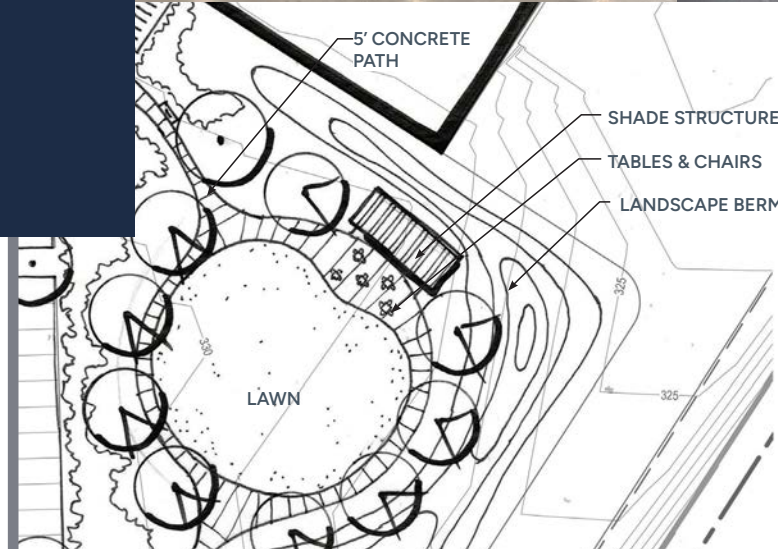 5’ CONCRETE
PATH
SHADE STRUCTURE
TABLES & CHAIRS
LANDSCAPE BERM
325
330
325
LAWN